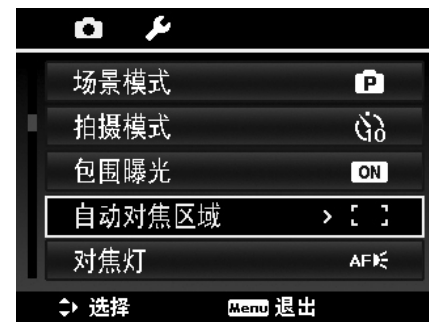 场景模式 P
拍摄模式
包围曝光 ON
自动对焦区域 > [ ]
对焦灯 AF
选择 Menu 退出